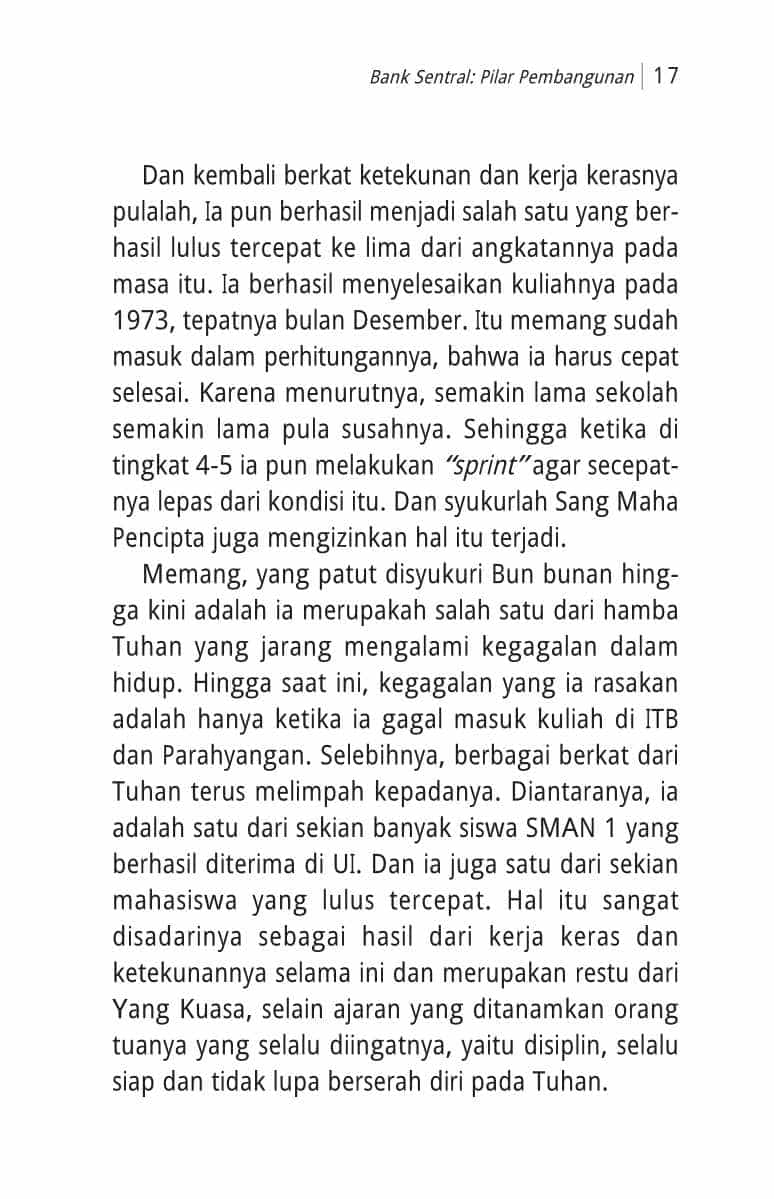 Bank Sentral: Pilar Pembangunan | 17
Dan kembali berkat ketekunan dan kerja kerasnya
pulalah, Ia pun berhasil menjadi salah satu yang ber-
hasil lulus tercepat ke lima dari angkatannya pada
masa itu. Ia berhasil menyelesaikan kuliahnya pada
1973, tepatnya bulan Desember. Itu memang sudah
masuk dalam perhitungannya, bahwa ia harus cepat
selesai. Karena menurutnya, semakin lama sekolah
semakin lama pula susahnya. Sehingga ketika di
tingkat 4-5 ia pun melakukan “sprint” agar secepat-
nya lepas dari kondisi itu. Dan syukurlah Sang Maha
Pencipta juga mengizinkan hal itu terjadi.
Memang, yang patut disyukuri Bun bunan hing-
ga kini adalah ia merupakah salah satu dari hamba
Tuhan yang jarang mengalami kegagalan dalam
hidup. Hingga saat ini, kegagalan yang ia rasakan
adalah hanya ketika ia gagal masuk kuliah di ITB
dan Parahyangan. Selebihnya, berbagai berkat dari
Tuhan terus melimpah kepadanya. Diantaranya, ia
adalah satu dari sekian banyak siswa SMAN 1 yang
berhasil diterima di UI. Dan ia juga satu dari sekian
mahasiswa yang lulus tercepat. Hal itu sangat
disadarinya sebagai hasil dari kerja keras dan
ketekunannya selama ini dan merupakan restu dari
Yang Kuasa, selain ajaran yang ditanamkan orang
tuanya yang selalu diingatnya, yaitu disiplin, selalu
siap dan tidak lupa berserah diri pada Tuhan.